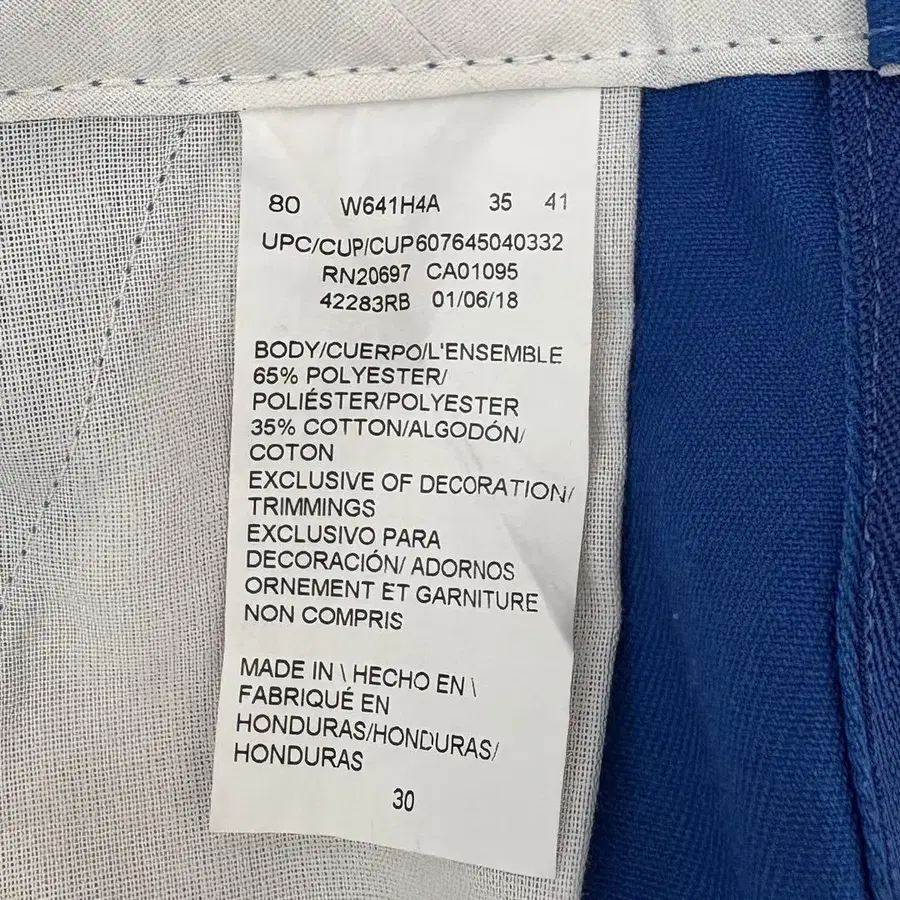 80 W641H4A 35 41
UPC/CUP/CUP607645040332
RN20697 CA01095
42283RB 01/06/18
BODY/CUERPO/L'ENSEMBLE
65% POLYESTER/
POLIÉSTER/POLYESTER
35% COTTON/ALGODÓN/
COTON
EXCLUSIVE OF DECORATION/
TRIMMINGS
EXCLUSIVO PARA
DECORACIÓN/ ADORNOS
ORNEMENT ET GARNITURE
NON COMPRIS
MADE IN \ HECHO EN \
FABRIQUÉ EN
HONDURAS/HONDURAS/
HONDURAS
30